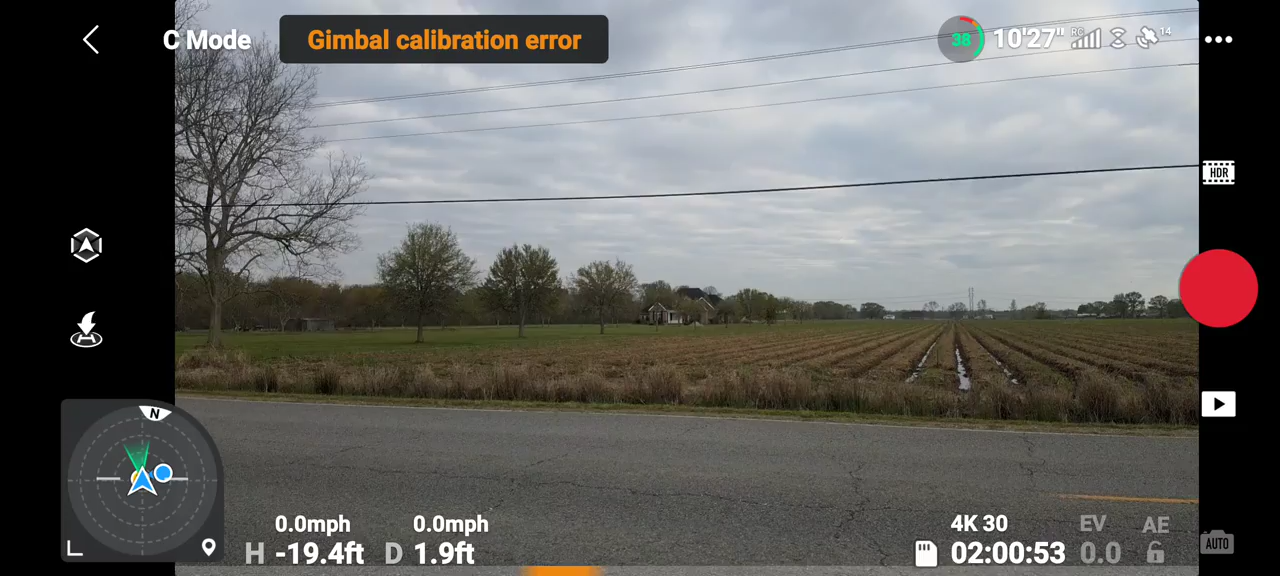 C Mode
Gimbal calibration error
38
10'27"
RC
14
HDR
N
0.0mph
0.0mph
H -19.4ft
D 1.9ft
4K 30
02:00:53
EV
0.0
AE
AUTO